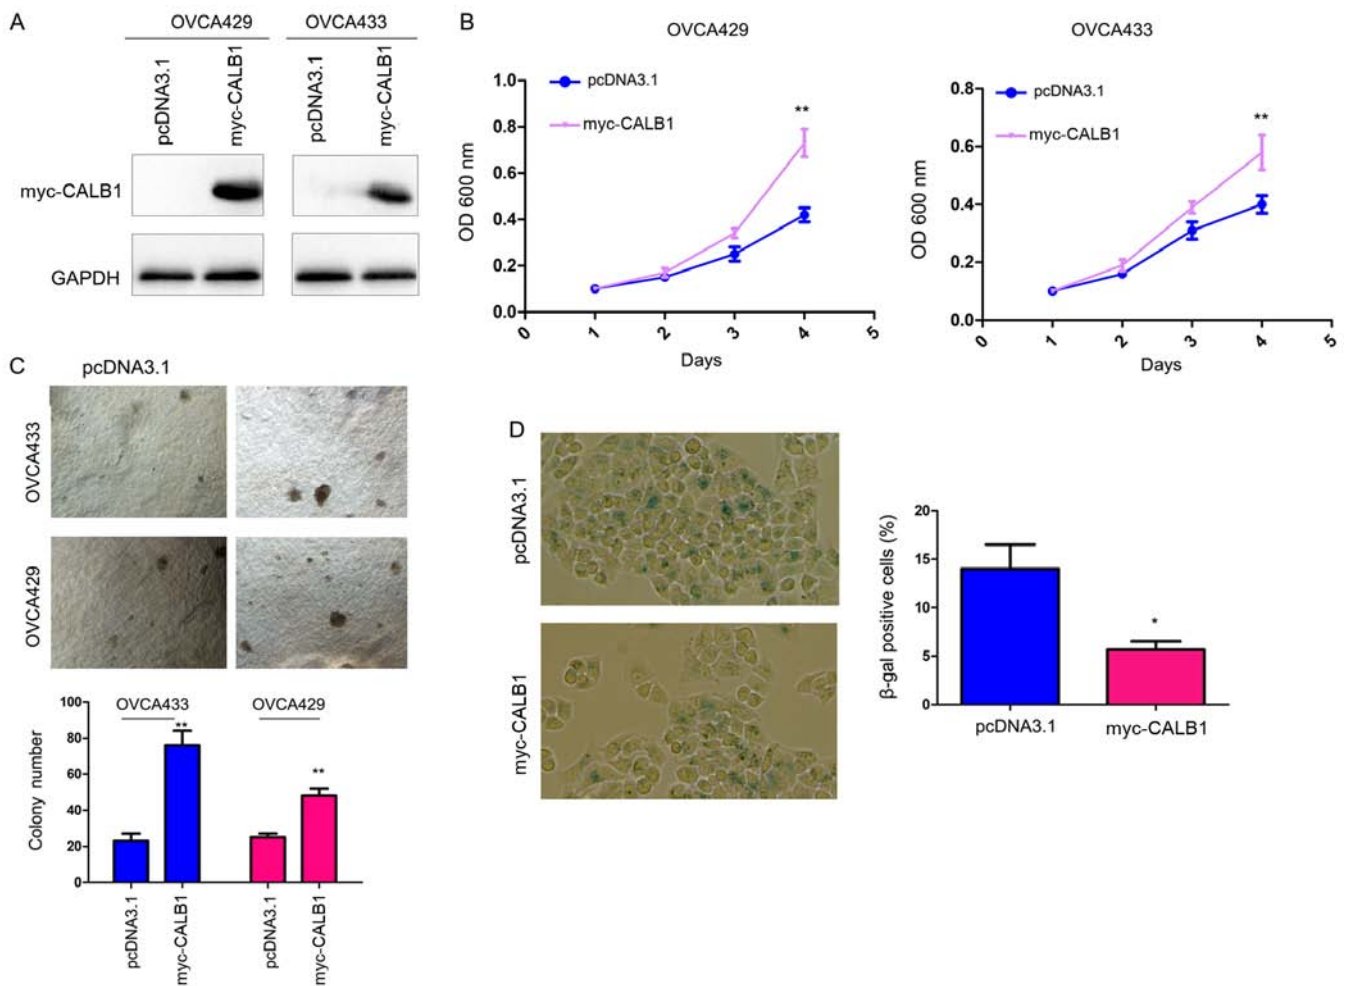 A
OVCA429
OVCA433
pcDNA3.1
myc-CALB1
pcDNA3.1
myc-CALB1
myc-CALB1
GAPDH
B
OVCA429
OVCA433
pcDNA3.1
myc-CALB1
**
OD 600 nm
1.0
0.8
0.6
0.4
0.2
0.0
0
1
2
3
4
5
Days
pcDNA3.1
myc-CALB1
**
OD 600 nm
0.8
0.6
0.4
0.2
0.0
0
1
2
3
4
5
Days
C
pcDNA3.1
OVCA433
OVCA429
OVCA433
OVCA429
**
**
Colony number
100
80
60
40
20
0
pcDNA3.1
myc-CALB1
pcDNA3.1
myc-CALB1
D
pcDNA3.1
myc-CALB1
β-gal positive cells (%)
20
15
10
5
0
*
pcDNA3.1
myc-CALB1